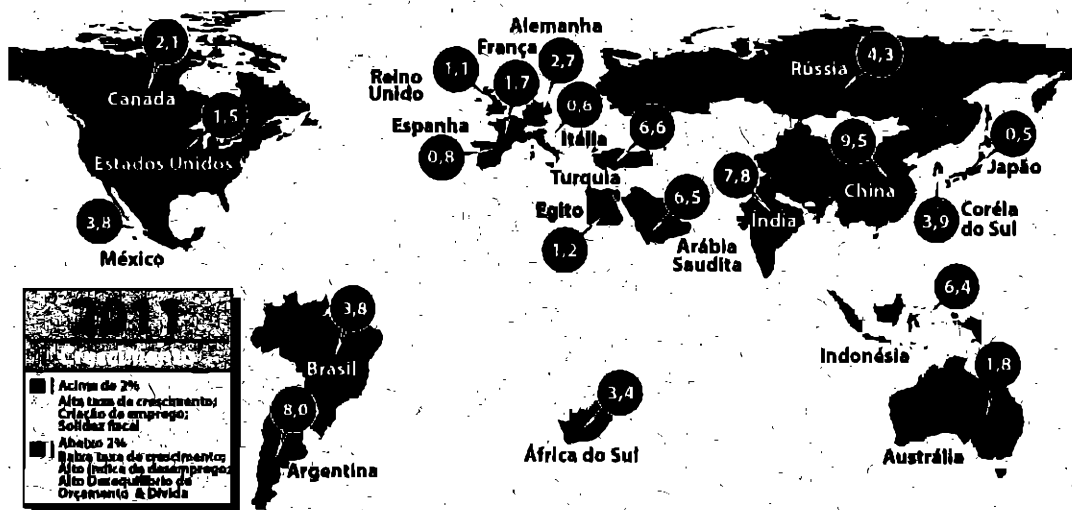 Alemanha
2,7
França
1,7
Reino
Unido
1,1
2,1
Canadá
1,5
Estados Unidos
Espanha
0,8
0,6
Itália
6,6
Turquia
Rússia
4,3
9,5
China
0,5
Japão
7,8
Índia
3,8
México
Egito
1,2
6,5
Arábia
Saudita
3,9
Coréia
do Sul
2011
Crescimento
Acima de 2%
Alta taxa de crescimento;
Criação de emprego;
Solidez fiscal
Abaixo 2%
Baixa taxa de crescimento;
Alto índice de desemprego;
Alto Desequilíbrio de
Orçamento & Dívida
3,8
Brasil
8,0
Argentina
3,4
África do Sul
6,4
Indonésia
1,8
Austrália